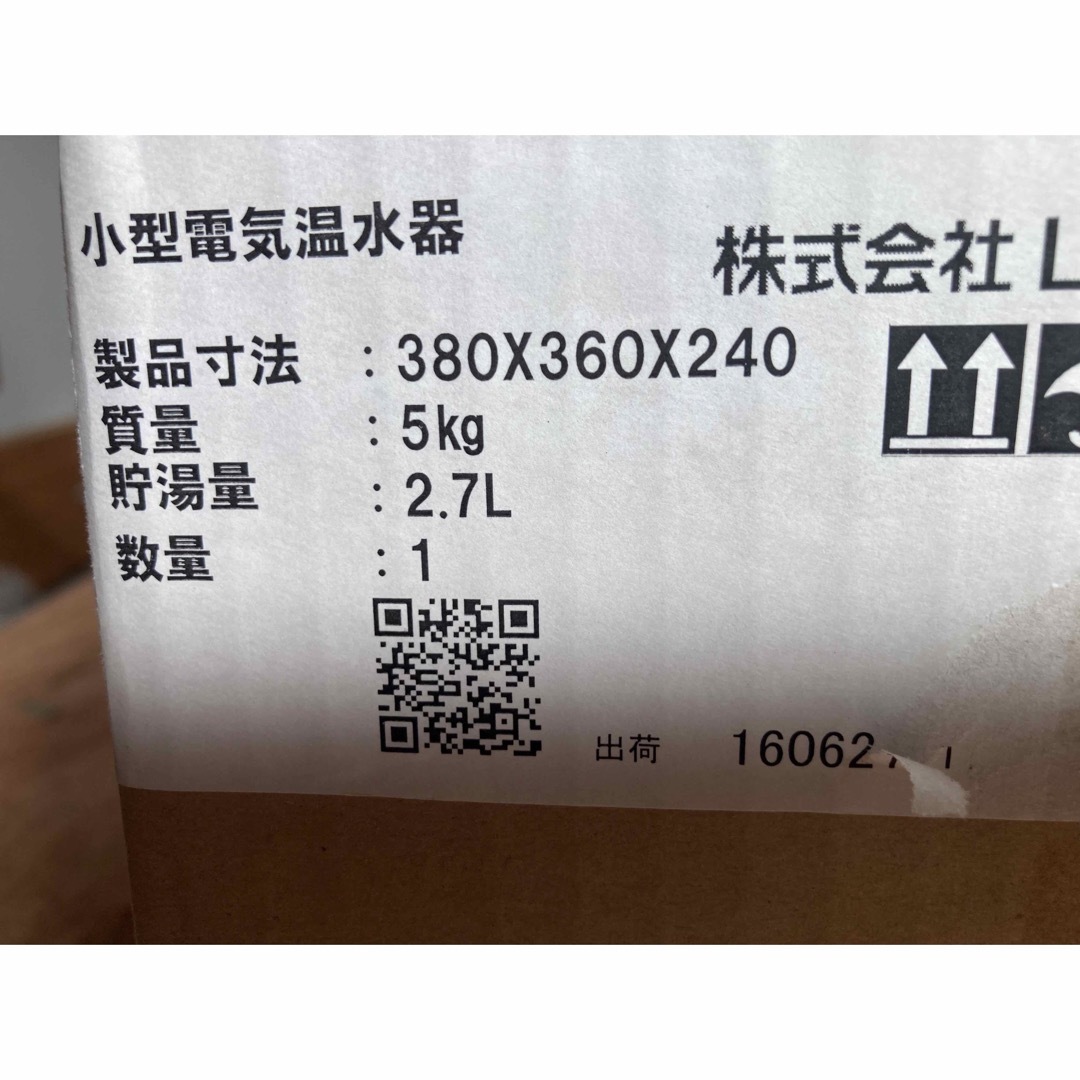 小型電気温水器
株式会社 L
製品寸法 : 380X360X240
質量 : 5kg
貯湯量 : 2.7L
数量 : 1
出荷 160627